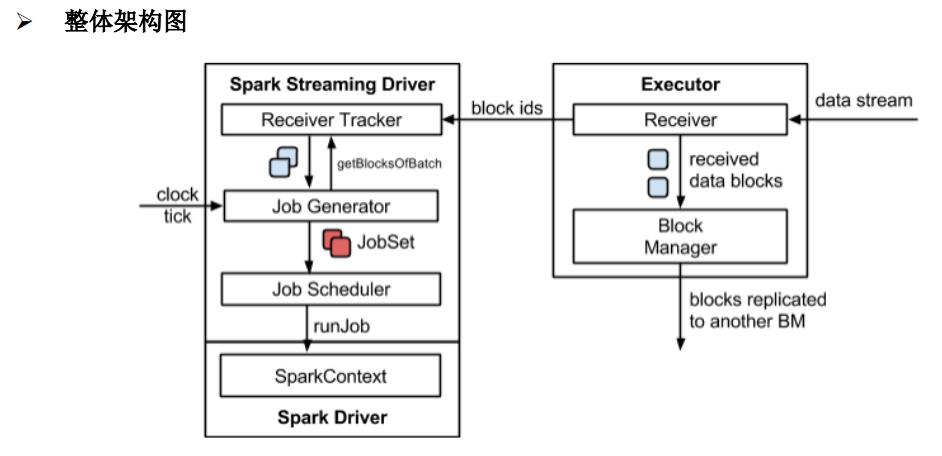 ➢ 整体架构图
Spark Streaming Driver
Receiver Tracker
getBlocksOfBatch
clock
tick
Job Generator
JobSet
Job Scheduler
runJob
SparkContext
Spark Driver
block ids
Executor
Receiver
data stream
received
data blocks
Block
Manager
blocks replicated
to another BM